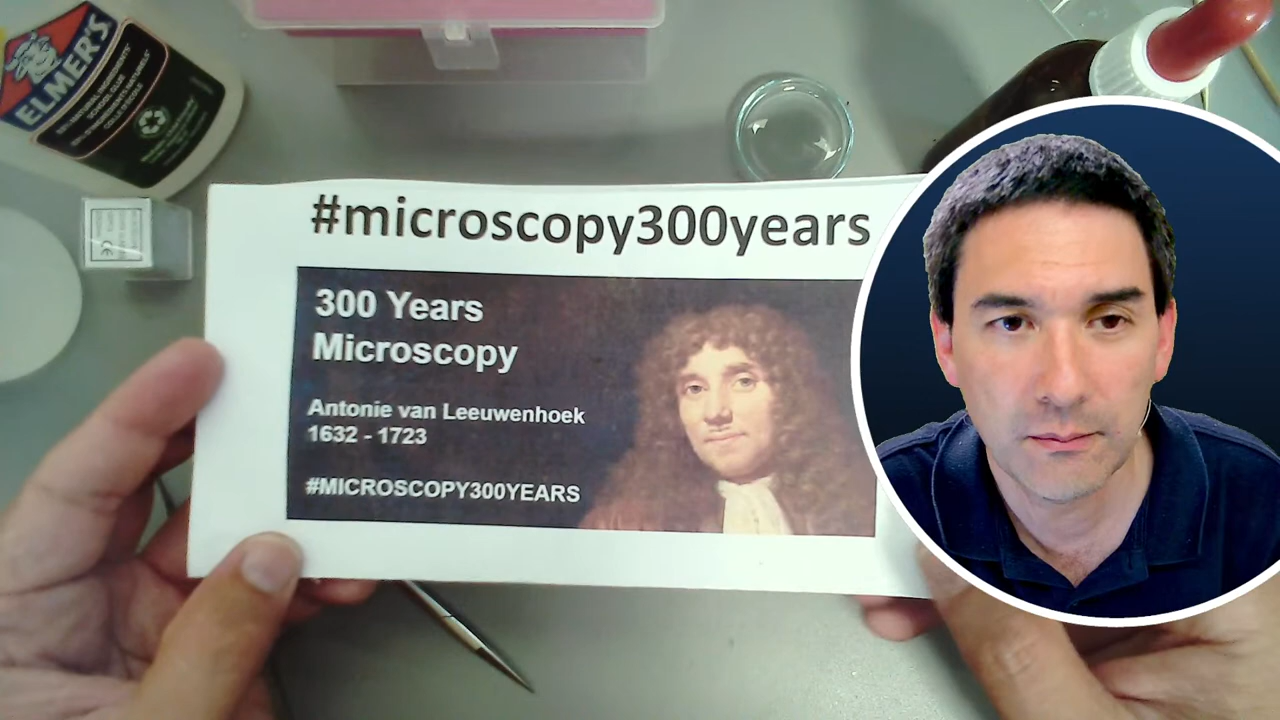 ELMER'S
#microscopy300years
300 Years
Microscopy
Antonie van Leeuwenhoek
1632 - 1723
#MICROSCOPY300YEARS